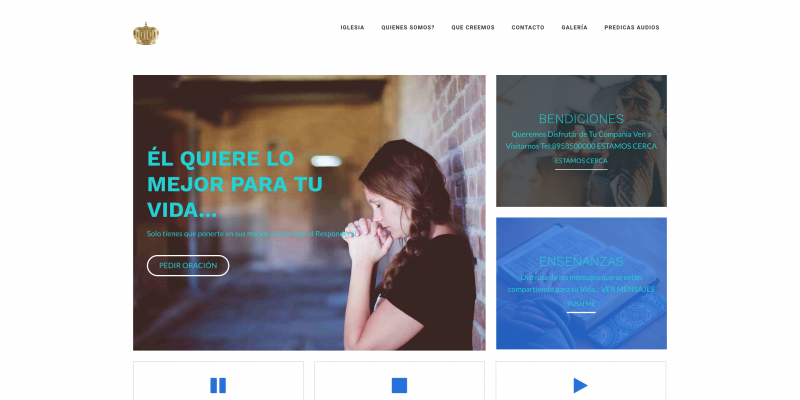 IGLESIA QUIENES SOMOS? QUE CREEMOS CONTACTO GALERÍA PREDICAS AUDIOS
ÉL QUIERE LO
MEJOR PARA TU
VIDA...
Solo tienes que ponerte en sus manos
el Responderá
PEDIR ORACIÓN
BENDICIONES
Queremos Disfrutar de Tu Compañia Ven a
Visitarnos Tel:8958500000 ESTAMOS CERCA
ESTAMOS CERCA
ENSEÑANZAS
Disfruta de los mensajes que se están
compartiendo para tu Vida... VER MENSAJES
PUSH ME